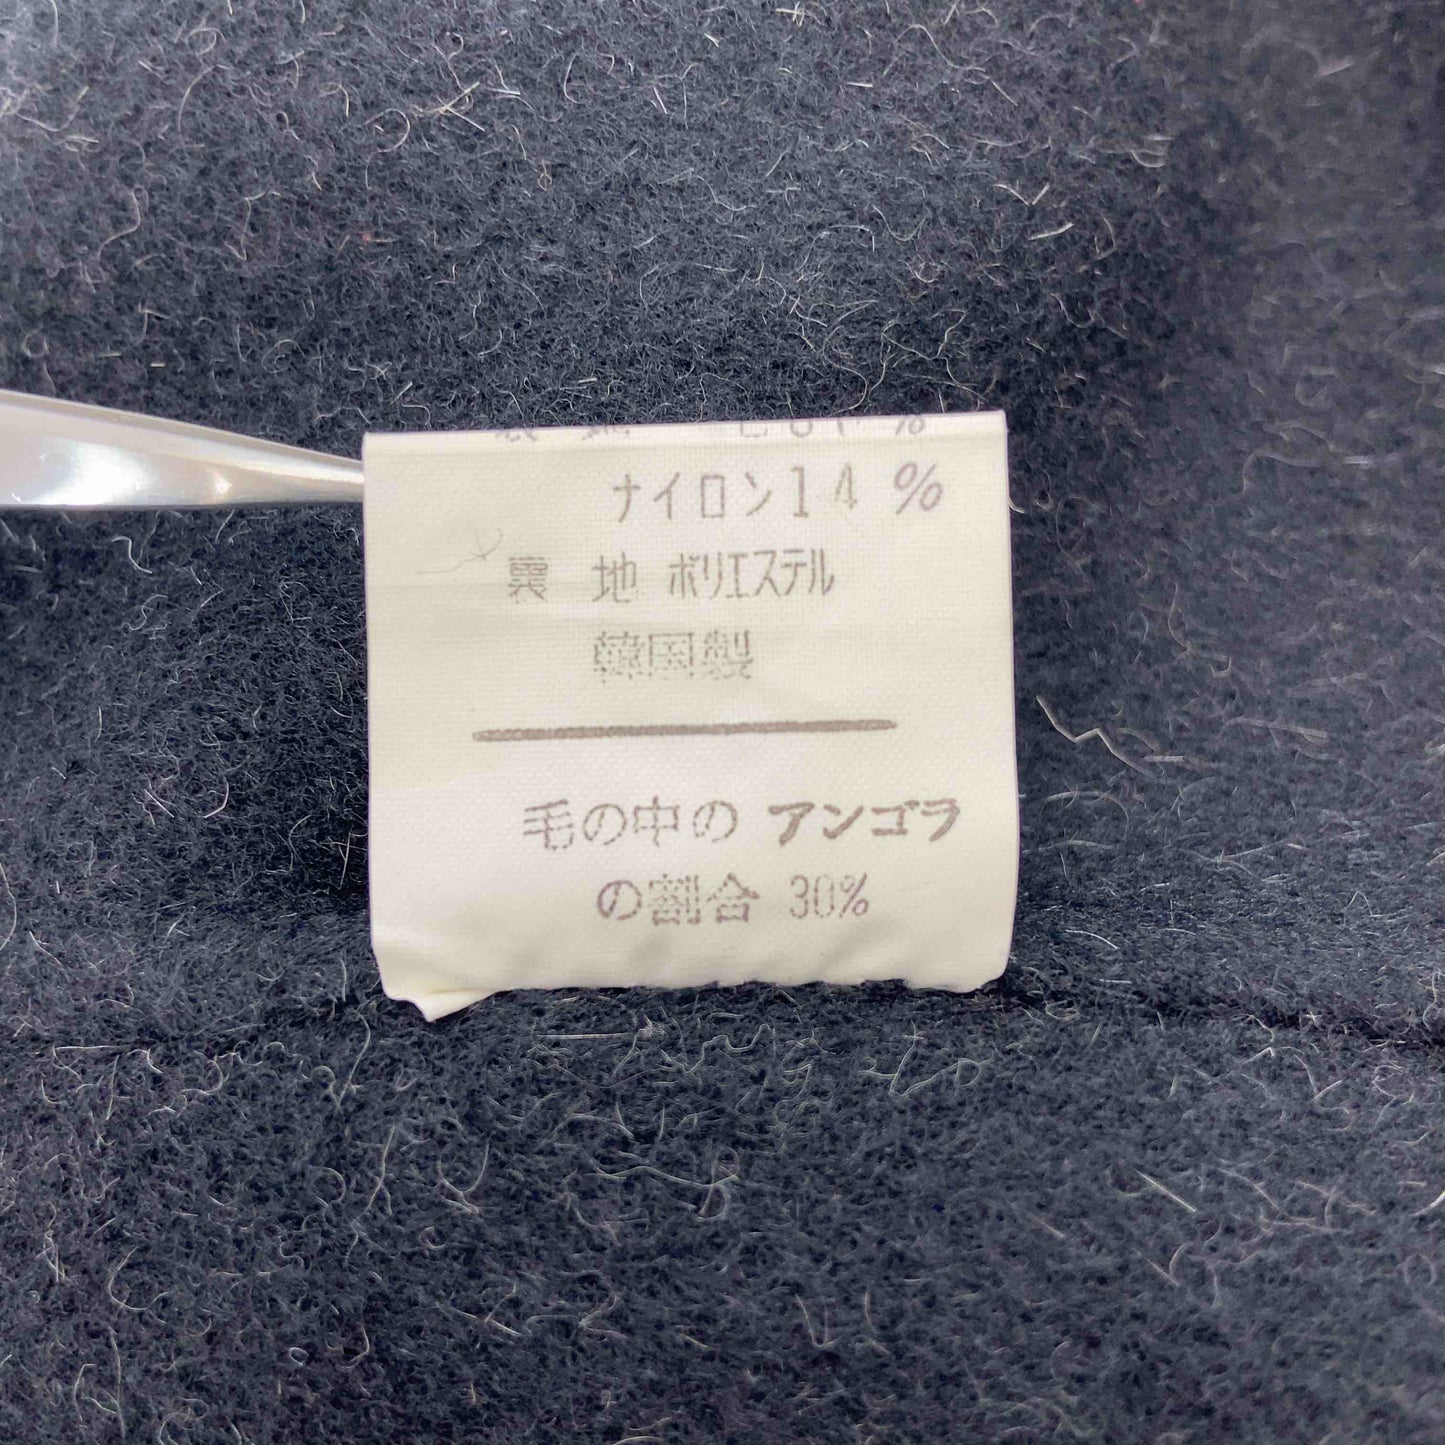 ナイロン14%
裏 地 ポリエステル
韓国製
毛の中の アンゴラ
の割合 30%